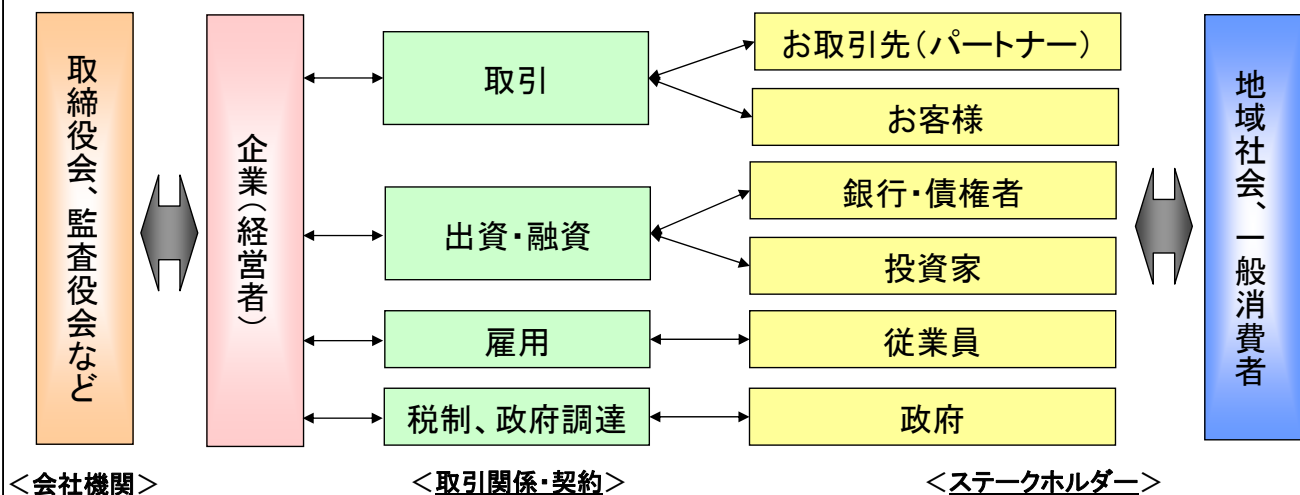 取締役会、監査役会など
企業(経営者)
取引
出資・融資
雇用
税制、政府調達
お取引先(パートナー)
お客様
銀行・債権者
投資家
従業員
政府
地域社会、一般消費者
<会社機関>
<取引関係・契約>
<ステークホルダー>